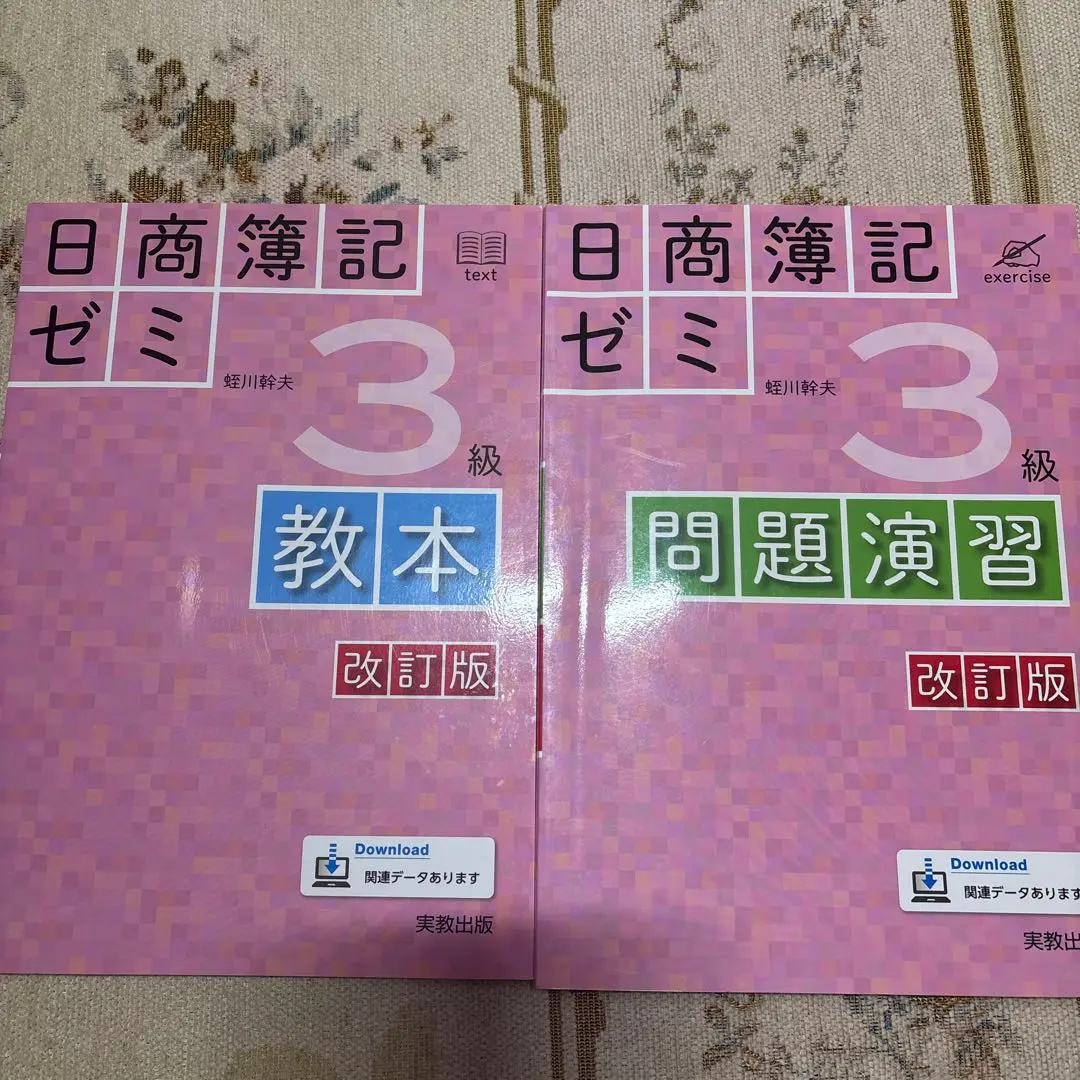 日商簿記
text
ゼミ
蛭川幹夫
3級
教本
改訂版
Download
関連データあります
実教出版
日商簿記
exercise
ゼミ
蛭川幹夫
3級
問題演習
改訂版
Download
関連データあります
実教出